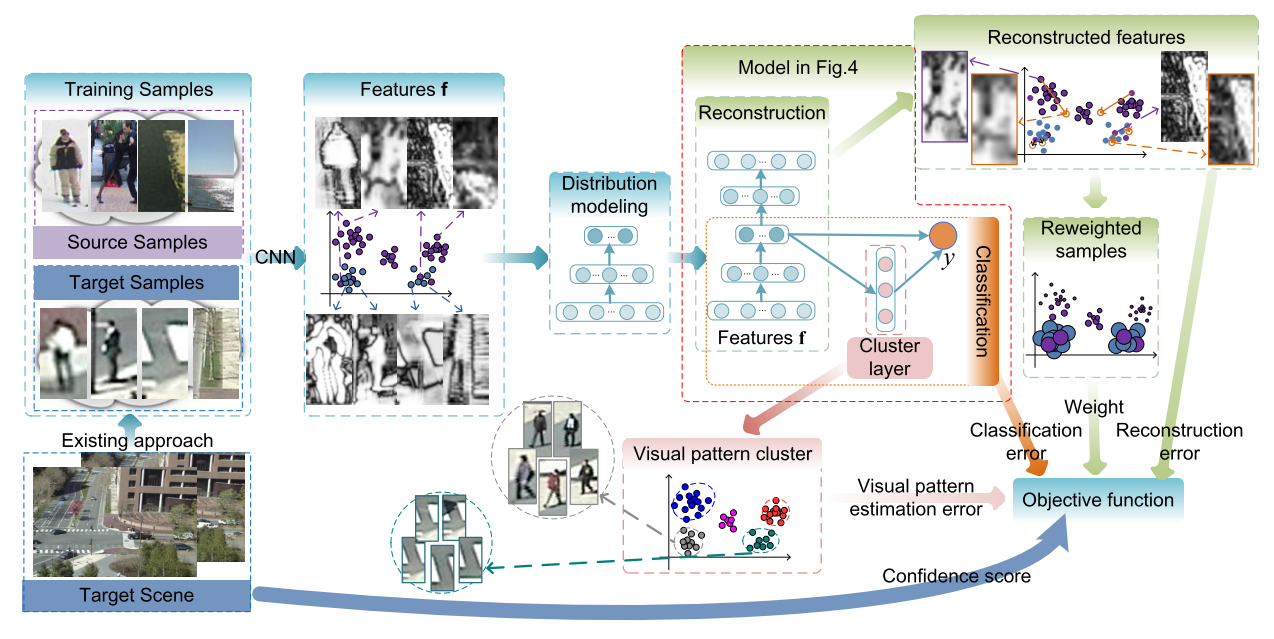 Training Samples
Source Samples
Target Samples
Existing approach
Target Scene
CNN
Features f
Distribution
modeling
Model in Fig.4
Reconstruction
...
...
...
...
...
...
...
...
Features f
y
Cluster
layer
Classification
Reconstructed features
Reweighted
samples
Weight
Classification
error
Reconstruction
error
Visual pattern cluster
Visual pattern
estimation error
Objective function
Confidence score